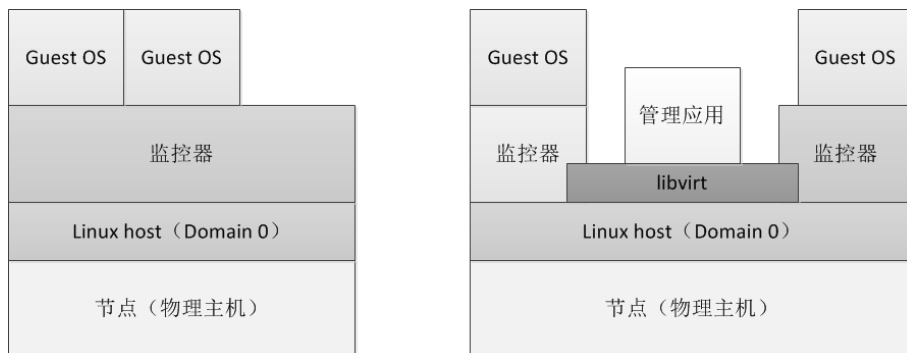 Guest OS
Guest OS
监控器
Linux host（Domain 0）
节点（物理主机）
Guest OS
Guest OS
管理应用
监控器
监控器
libvirt
Linux host（Domain 0）
节点（物理主机）